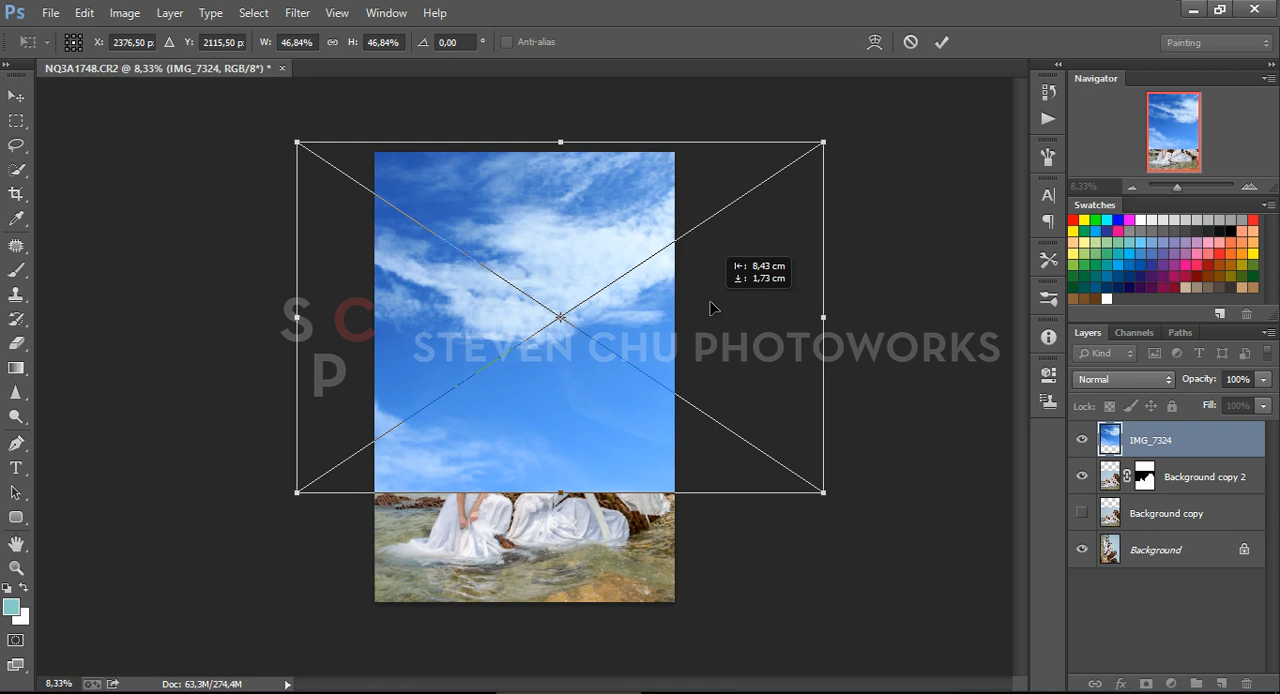 Ps File Edit Image Layer Type Select Filter View Window Help
X: 2376,50 p: Y: 2115,50 p: W: 46,84% H: 46,84% 0,00 ° Anti-alias Painting
NQ3A1748.CR2 @ 8,33% (IMG_7324, RGB/8*) * ×
Navigator
8,33%
Swatches
8,43 cm
1,73 cm
S C P
STEVEN CHU PHOTOWORKS
Layers Channels Paths
Kind
Normal Opacity: 100%
Lock: Fill: 100%
IMG_7324
Background copy 2
Background copy
Background
8,33% Doc: 63,3M/274,4M